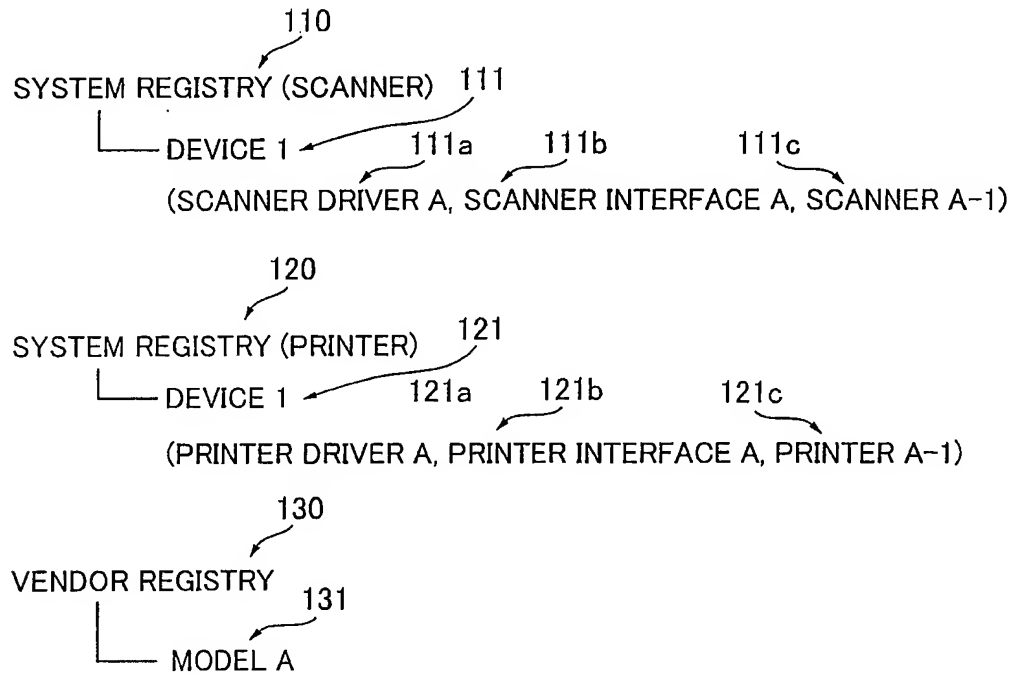 110
SYSTEM REGISTRY (SCANNER) 111
DEVICE 1 111a 111b 111c
(SCANNER DRIVER A, SCANNER INTERFACE A, SCANNER A-1)
120
SYSTEM REGISTRY (PRINTER) 121
DEVICE 1 121a 121b 121c
(PRINTER DRIVER A, PRINTER INTERFACE A, PRINTER A-1)
130
VENDOR REGISTRY
131
MODEL A